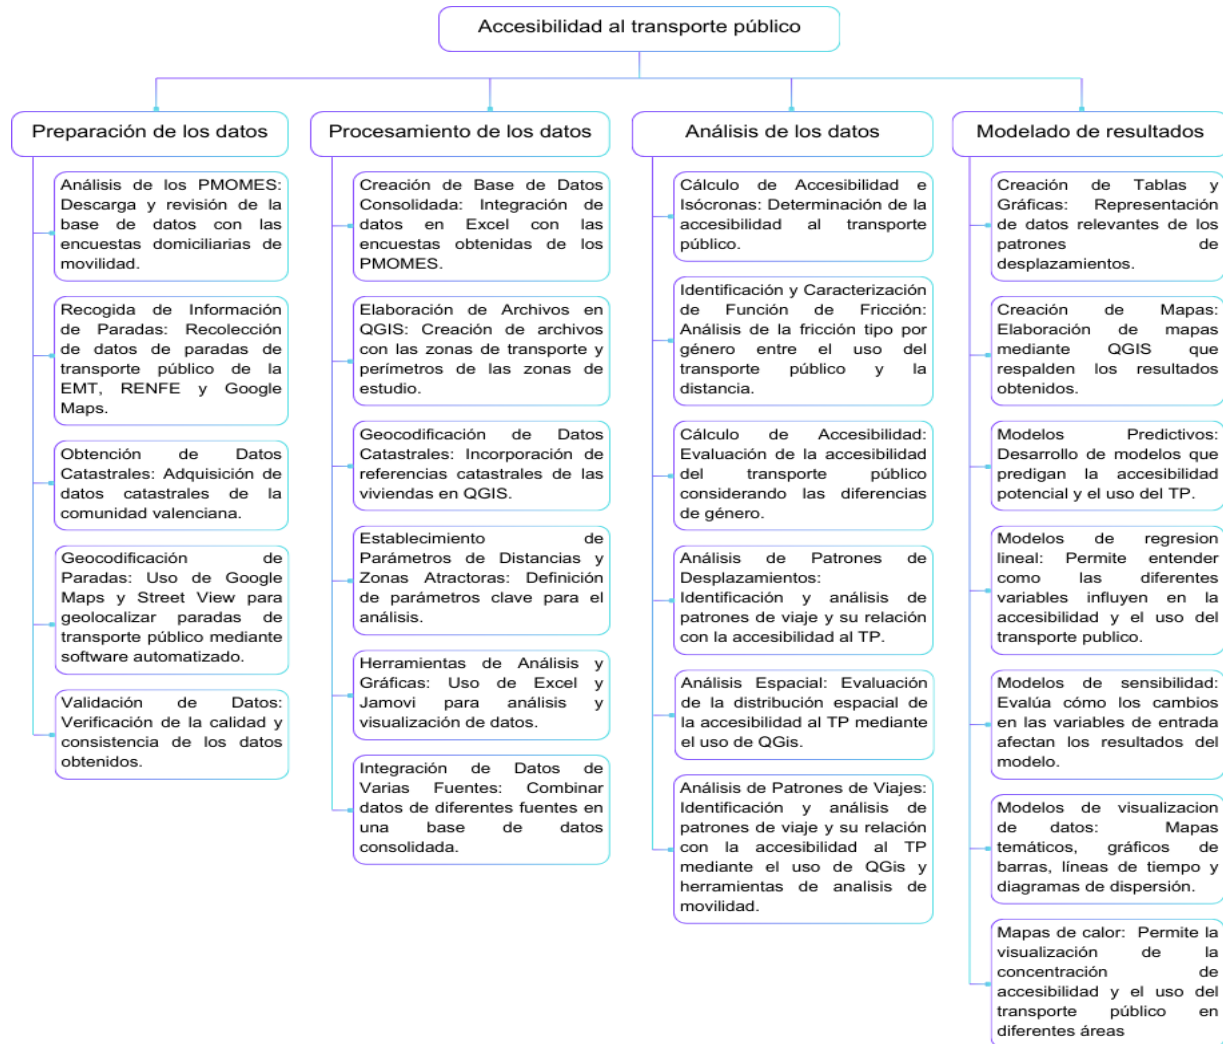 Accesibilidad al transporte público
Preparación de los datos
Análisis de los PMOMES:
Descarga y revisión de la
base de datos con las
encuestas domiciliarias de
movilidad.
Recogida de Información
de Paradas: Recolección
de datos de paradas de
transporte público de la
EMT, RENFE y Google
Maps.
Obtención de Datos
Catastrales: Adquisición de
datos catastrales de la
comunidad valenciana.
Geocodificación de
Paradas: Uso de Google
Maps y Street View para
geolocalizar paradas de
transporte público mediante
software automatizado.
Validación de Datos:
Verificación de la calidad y
consistencia de los datos
obtenidos.
Procesamiento de los datos
Creación de Base de Datos
Consolidada: Integración de
datos en Excel con las
encuestas obtenidas de los
PMOMES.
Elaboración de Archivos en
QGIS: Creación de archivos
con las zonas de transporte y
perímetros de las zonas de
estudio.
Geocodificación de Datos
Catastrales: Incorporación de
referencias catastrales de las
viviendas en QGIS.
Establecimiento de
Parámetros de Distancias y
Zonas Atractoras: Definición
de parámetros clave para el
análisis.
Herramientas de Análisis y
Gráficas: Uso de Excel y
Jamovi para análisis y
visualización de datos.
Integración de Datos de
Varias Fuentes: Combinar
datos de diferentes fuentes en
una base de datos
consolidada.
Análisis de los datos
Cálculo de Accesibilidad e
Isócronas: Determinación de la
accesibilidad al transporte
público.
Identificación y Caracterización
de Función de Fricción:
Análisis de la fricción tipo por
género entre el uso del
transporte público y la
distancia.
Cálculo de Accesibilidad:
Evaluación de la accesibilidad
del transporte público
considerando las diferencias
de género.
Análisis de Patrones de
Desplazamientos:
Identificación y análisis de
patrones de viaje y su relación
con la accesibilidad al TP.
Análisis Espacial: Evaluación
de la distribución espacial de
la accesibilidad al TP mediante
el uso de QGis.
Análisis de Patrones de Viajes:
Identificación y análisis de
patrones de viaje y su relación
con la accesibilidad al TP
mediante el uso de QGis y
herramientas de analisis de
movilidad.
Modelado de resultados
Creación de Tablas y
Gráficas: Representación
de datos relevantes de los
patrones de
desplazamientos.
Creación de Mapas:
Elaboración de mapas
mediante QGIS que
respalden los resultados
obtenidos.
Modelos Predictivos:
Desarrollo de modelos que
predigan la accesibilidad
potencial y el uso del TP.
Modelos de regresion
lineal: Permite entender
como las diferentes
variables influyen en la
accesibilidad y el uso del
transporte publico.
Modelos de sensibilidad:
Evalúa cómo los cambios
en las variables de entrada
afectan los resultados del
modelo.
Modelos de visualizacion
de datos: Mapas
temáticos, gráficos de
barras, líneas de tiempo y
diagramas de dispersión.
Mapas de calor: Permite la
visualización de la
concentración de
accesibilidad y el uso del
transporte público en
diferentes áreas